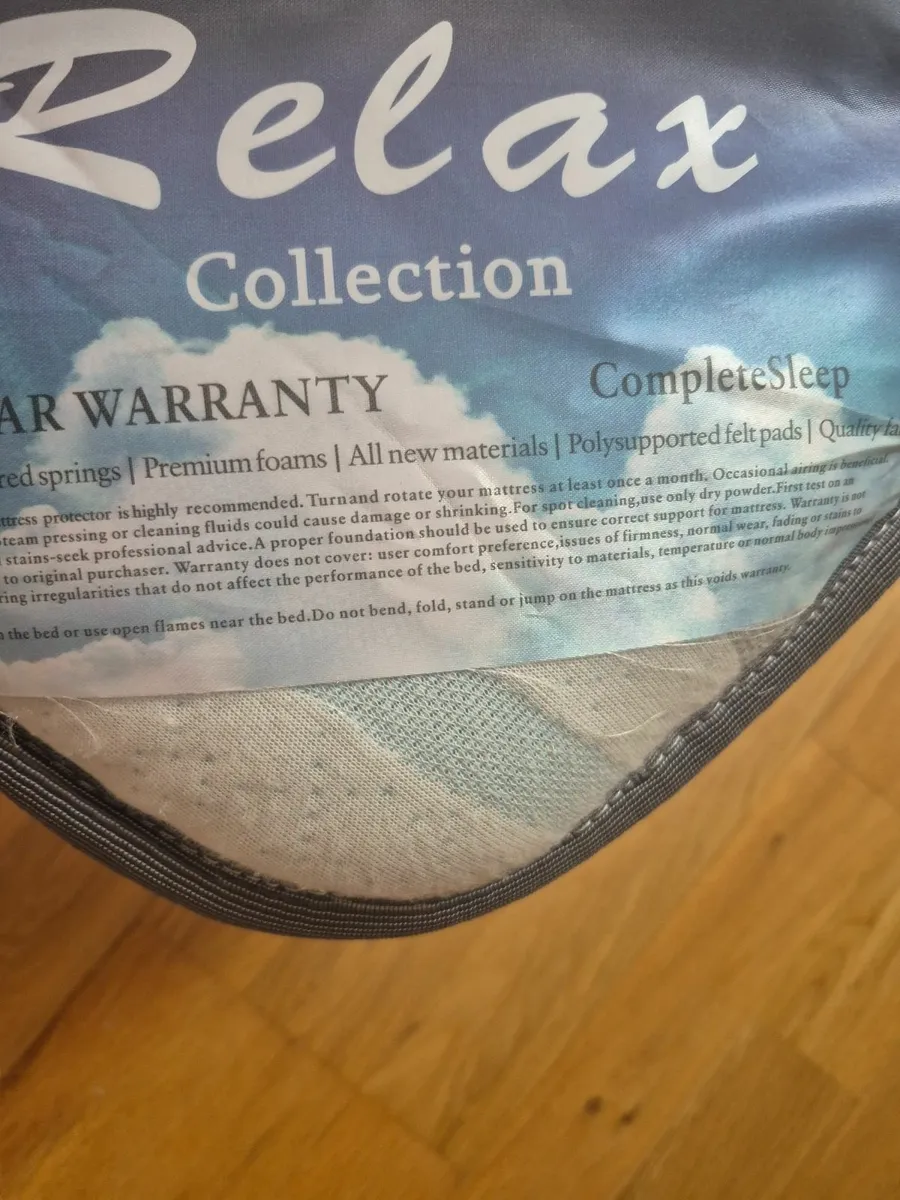 Relax
Collection
AR WARRANTY
CompleteSleep
red springs | Premium foams | All new materials | Polysupported felt pads | Quality fa
ttress protector is highly recommended. Turn and rotate your mattress at least once a month. Occasional airing is beneficial.
team pressing or cleaning fluids could cause damage or shrinking.For spot cleaning,use only dry powder.First test on an
stains-seek professional advice.A proper foundation should be used to ensure correct support for mattress. Warranty is not
to original purchaser. Warranty does not cover: user comfort preference,issues of firmness, normal wear, fading or stains to
ring irregularities that do not affect the performance of the bed, sensitivity to materials, temperature or normal body
the bed or use open flames near the bed.Do not bend, fold, stand or jump on the mattress as this voids warranty.